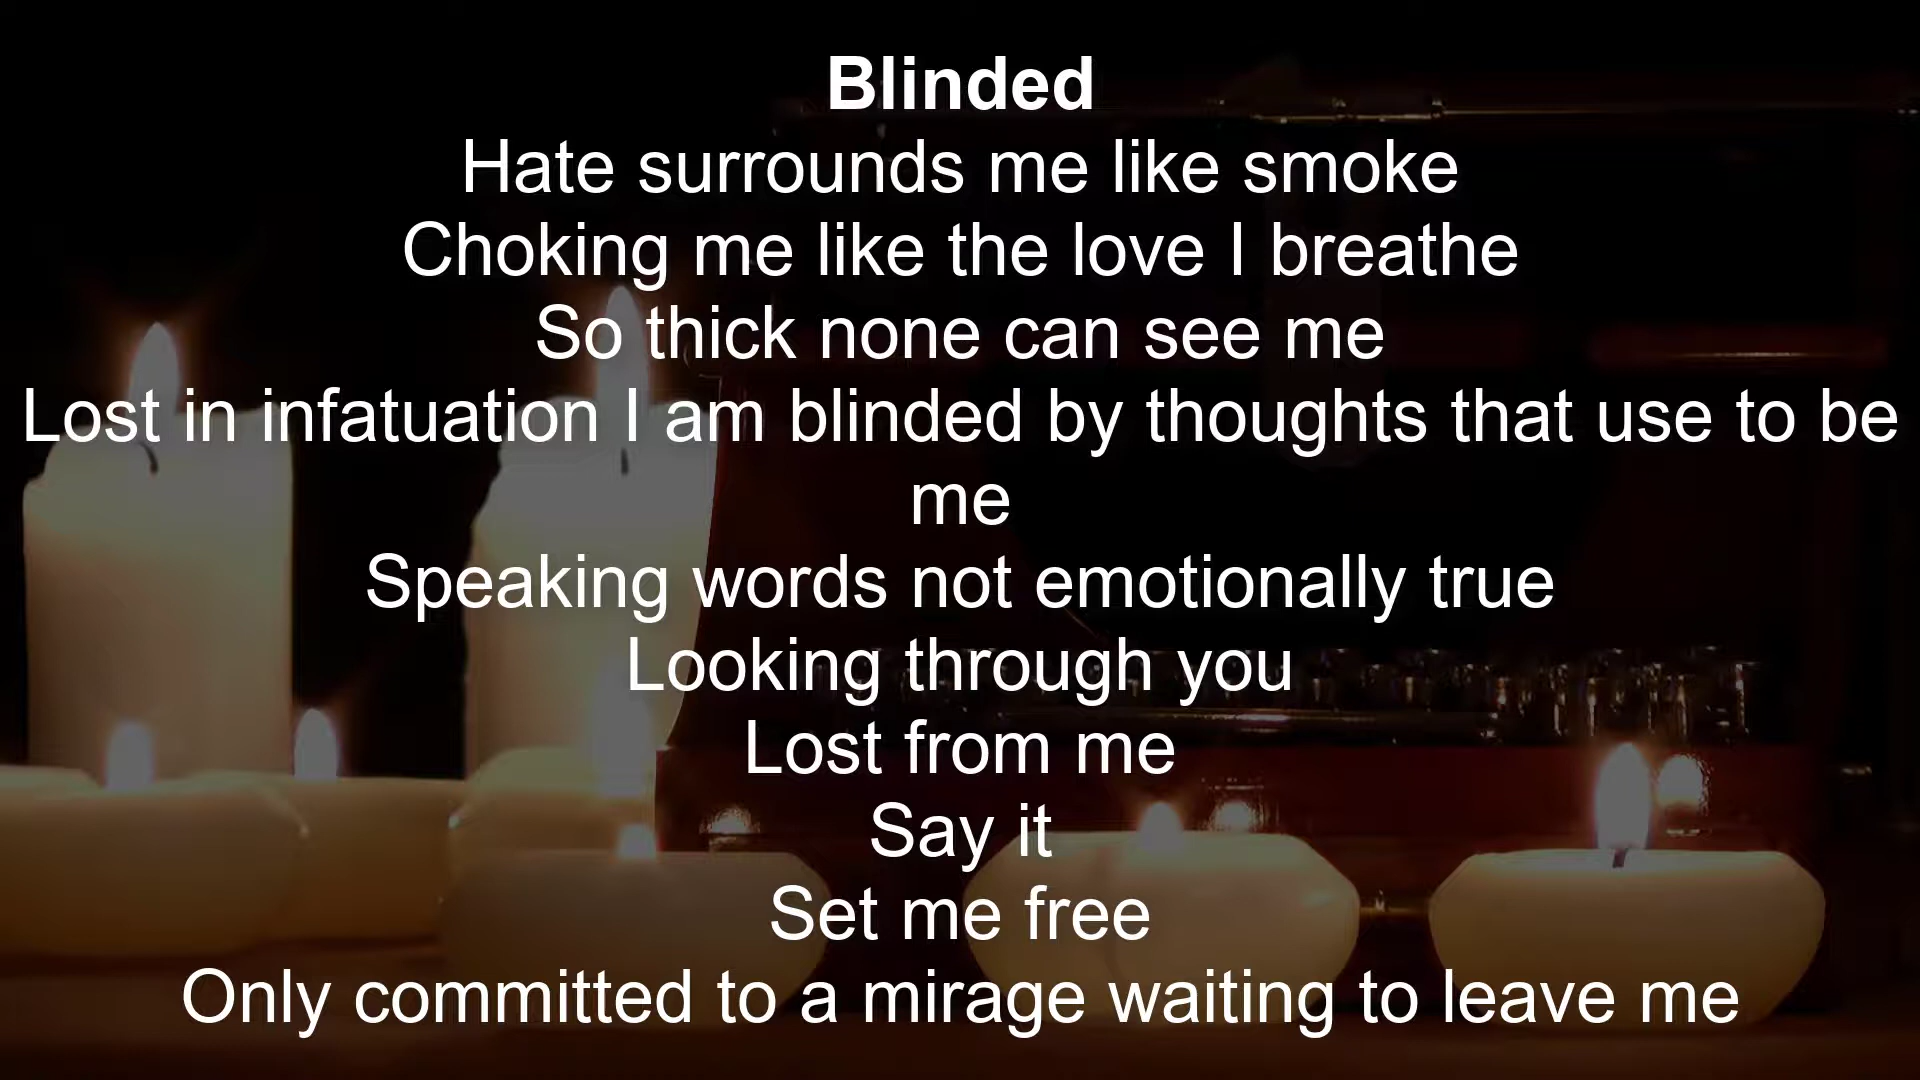 Blinded
Hate surrounds me like smoke
Choking me like the love I breathe
So thick none can see me
Lost in infatuation I am blinded by thoughts that use to be
me
Speaking words not emotionally true
Looking through you
Lost from me
Say it
Set me free
Only committed to a mirage waiting to leave me